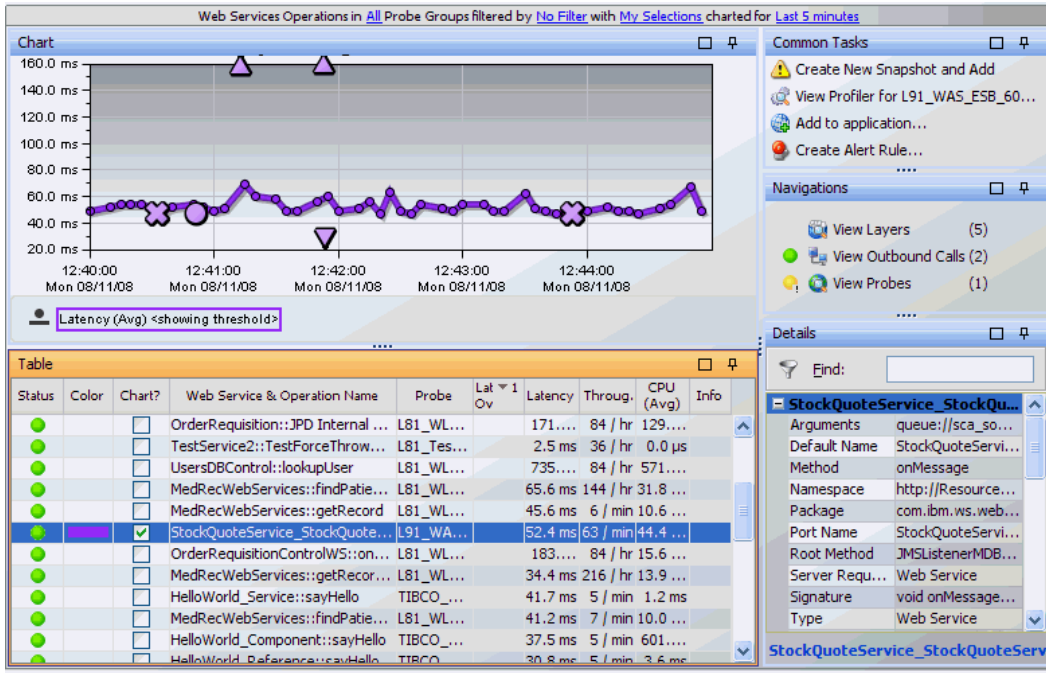 Web Services Operations in All Probe Groups filtered by No Filter with My Selections charted for Last 5 minutes
Chart
160.0 ms
140.0 ms
120.0 ms
100.0 ms
80.0 ms
60.0 ms
40.0 ms
20.0 ms
12:40:00 12:41:00 12:42:00 12:43:00 12:44:00
Mon 08/11/08 Mon 08/11/08 Mon 08/11/08 Mon 08/11/08 Mon 08/11/08
Latency (Avg) <showing threshold>
Table
Status Color Chart? Web Service & Operation Name Probe Lat 1 Ov Latency Throug. CPU (Avg) Info
OrderRequisition::JPD Internal ... L81_WL... 171.... 84 / hr 129....
TestService2::TestForceThrow... L81_Tes... 2.5 ms 36 / hr 0.0 µs
UsersDBControl::lookupUser L81_WL... 735.... 84 / hr 571....
MedRecWebServices::findPatie... L81_WL... 65.6 ms 144 / hr 31.8 ...
MedRecWebServices::getRecord L81_WL... 45.6 ms 6 / min 10.6 ...
StockQuoteService_StockQuote... L91_WA... 52.4 ms 63 / min 44.4 ...
OrderRequisitionControlWS::on... L81_WL... 183.... 84 / hr 15.6 ...
MedRecWebServices::getRecor... L81_WL... 34.4 ms 216 / hr 13.9 ...
HelloWorld_Service::sayHello TIBCO_... 41.7 ms 5 / min 1.2 ms
MedRecWebServices::findPatie... L81_WL... 41.2 ms 7 / min 10.0 ...
HelloWorld_Component::sayHello TIBCO_... 37.5 ms 5 / min 601....
HelloWorld_Reference::sayHello TIBCO 30.8 ms 5 / min 3.6 ms
Common Tasks
Create New Snapshot and Add
View Profiler for L91_WAS_ESB_60...
Add to application...
Create Alert Rule...
Navigations
View Layers (5)
View Outbound Calls (2)
View Probes (1)
Details
Find:
StockQuoteService_StockQu...
Arguments queue://sca_so...
Default Name StockQuoteServi...
Method onMessage
Namespace http://Resource...
Package com.ibm.ws.web...
Port Name StockQuoteServi...
Root Method JMSListenerMDB...
Server Requ... Web Service
Signature void onMessage...
Type Web Service
StockQuoteService_StockQuoteServ